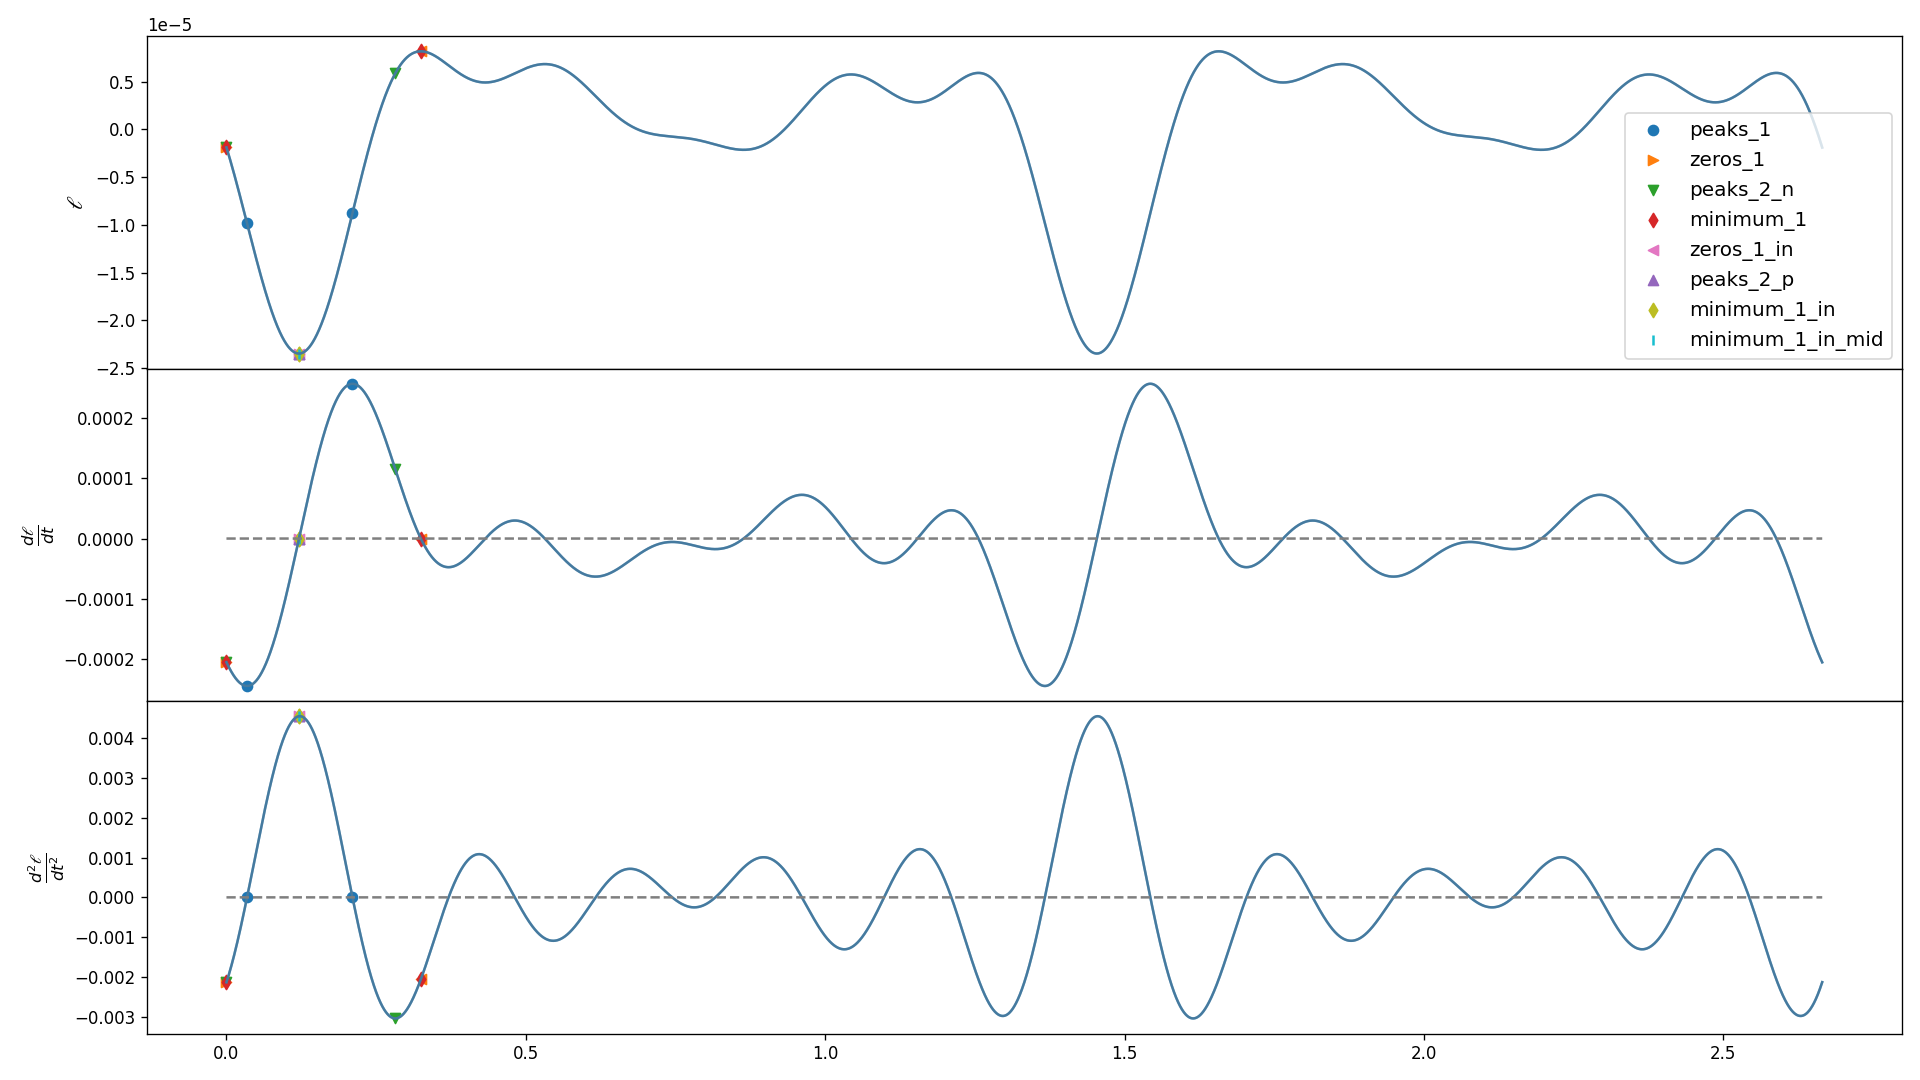 1e−5
0.5
0.0
−0.5
−1.0
−1.5
−2.0
−2.5
ℓ
peaks_1
zeros_1
peaks_2_n
minimum_1
zeros_1_in
peaks_2_p
minimum_1_in
minimum_1_in_mid
0.0002
0.0001
0.0000
−0.0001
−0.0002
dℓ
dt
0.004
0.003
0.002
0.001
0.000
−0.001
−0.002
−0.003
d²ℓ
dt²
0.0 0.5 1.0 1.5 2.0 2.5